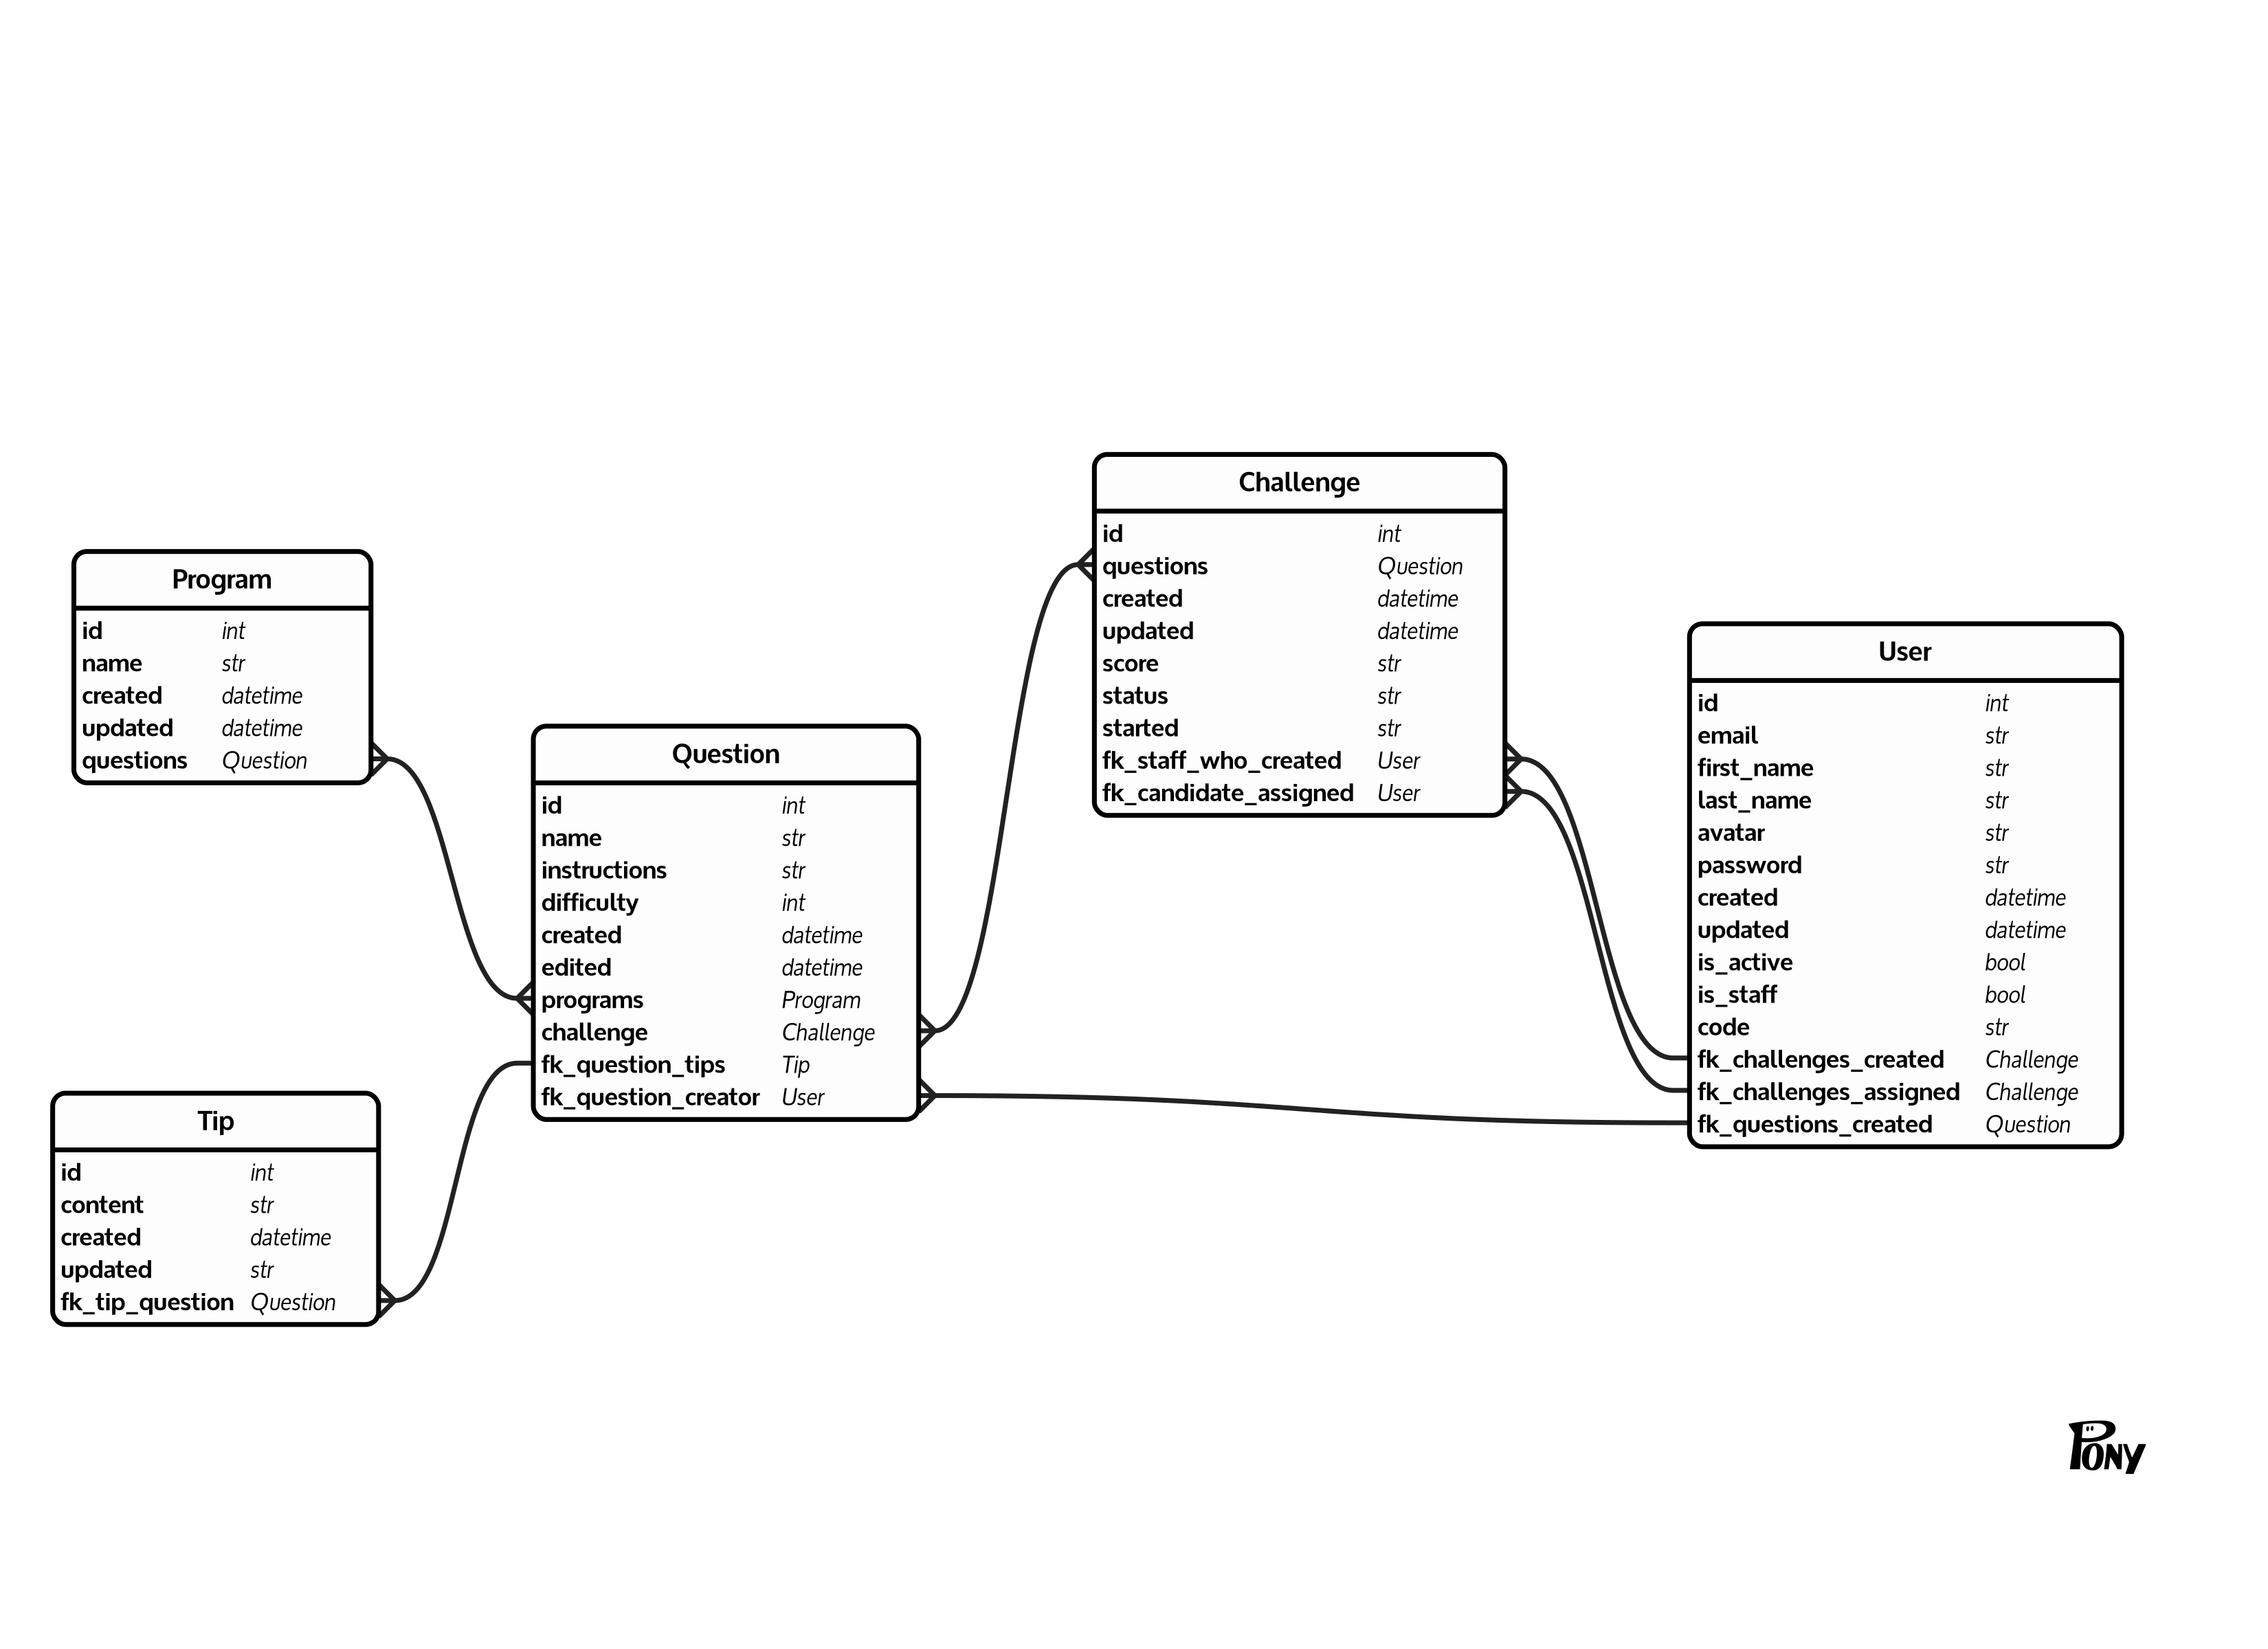 Program
id int
name str
created datetime
updated datetime
questions Question
Tip
id int
content str
created datetime
updated str
fk_tip_question Question
Question
id int
name str
instructions str
difficulty int
created datetime
edited datetime
programs Program
challenge Challenge
fk_question_tips Tip
fk_question_creator User
Challenge
id int
questions Question
created datetime
updated datetime
score str
status str
started str
fk_staff_who_created User
fk_candidate_assigned User
User
id int
email str
first_name str
last_name str
avatar str
password str
created datetime
updated datetime
is_active bool
is_staff bool
code str
fk_challenges_created Challenge
fk_challenges_assigned Challenge
fk_questions_created Question
PONY